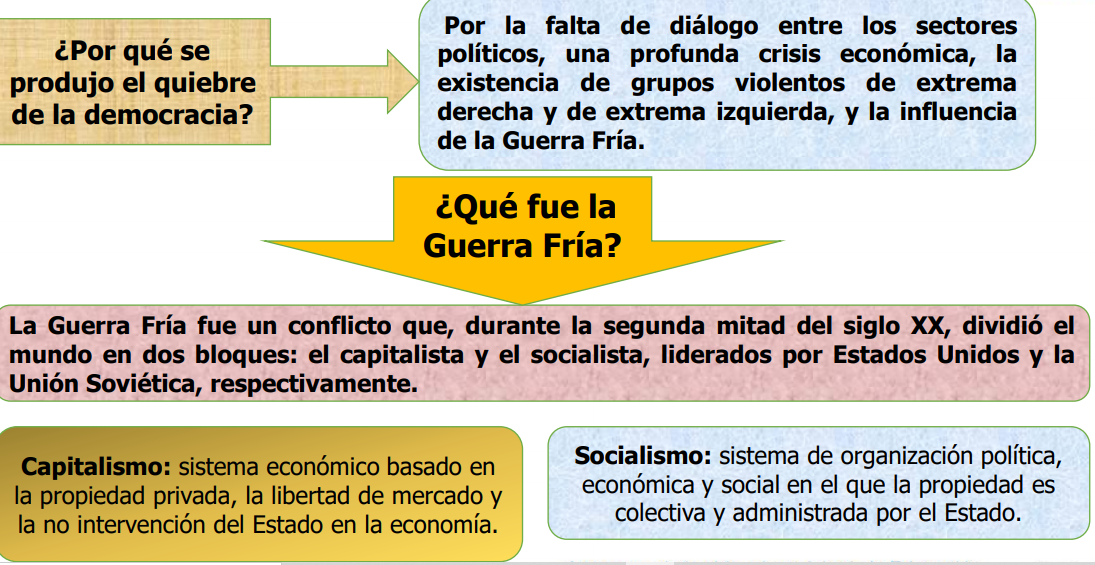 ¿Por qué se
produjo el quiebre
de la democracia?
Por la falta de diálogo entre los sectores
políticos, una profunda crisis económica, la
existencia de grupos violentos de extrema
derecha y de extrema izquierda, y la influencia
de la Guerra Fría.
¿Qué fue la
Guerra Fría?
La Guerra Fría fue un conflicto que, durante la segunda mitad del siglo XX, dividió el
mundo en dos bloques: el capitalista y el socialista, liderados por Estados Unidos y la
Unión Soviética, respectivamente.
Capitalismo: sistema económico basado en
la propiedad privada, la libertad de mercado y
la no intervención del Estado en la economía.
Socialismo: sistema de organización política,
económica y social en el que la propiedad es
colectiva y administrada por el Estado.